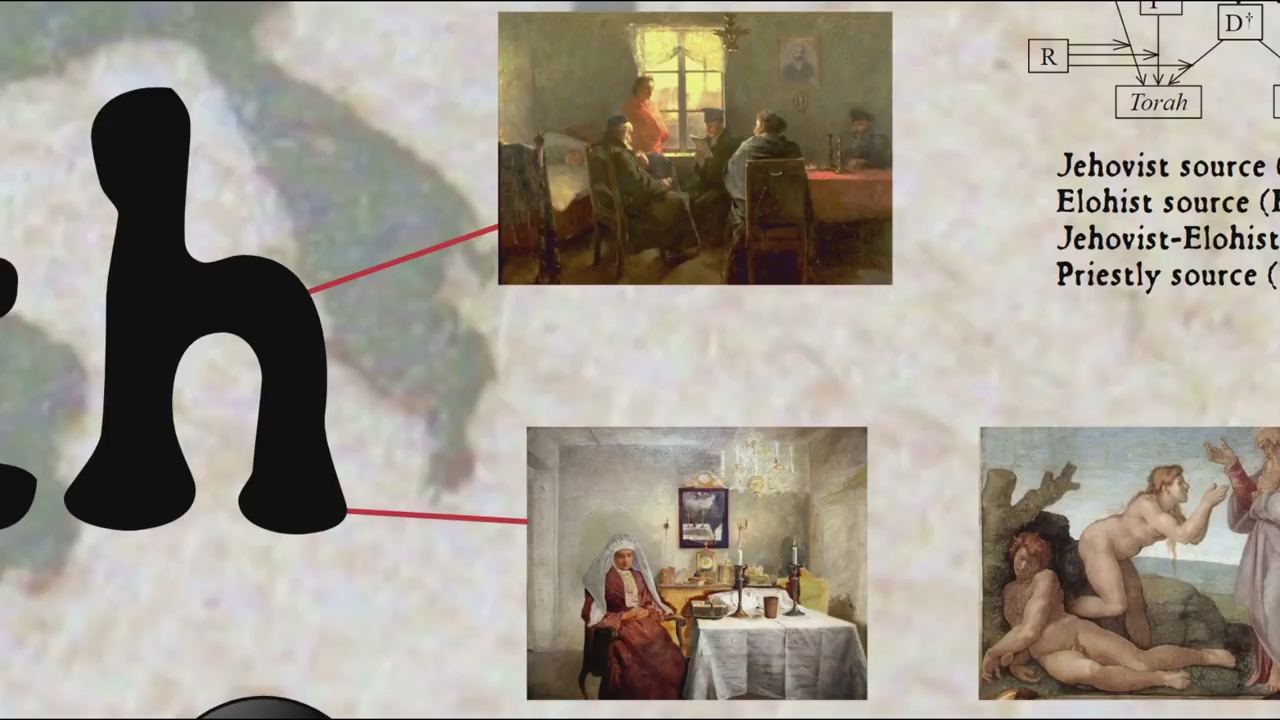 h
D†
R
Torah
Jehovist source (
Elohist source (
Jehovist-Elohist
Priestly source (